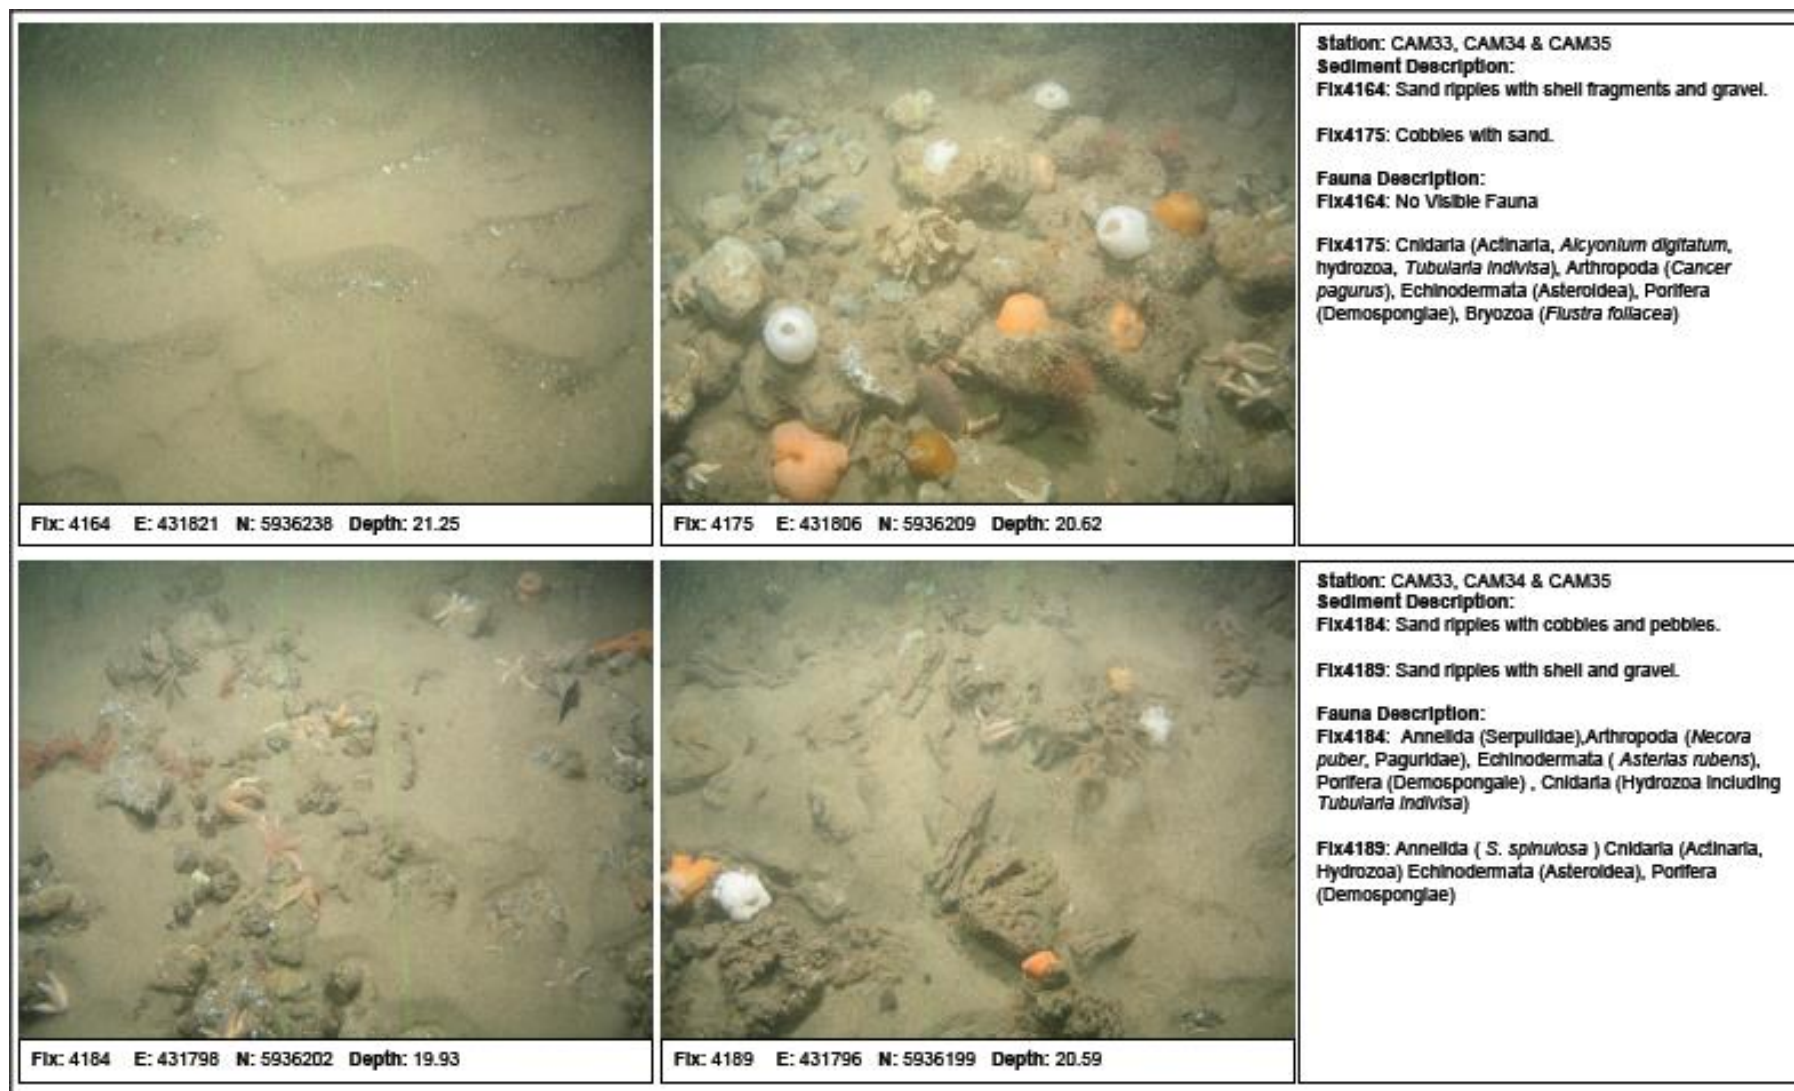 Station: CAM33, CAM34 & CAM35
Sediment Description:
Fix4164: Sand ripples with shell fragments and gravel.
Fix4175: Cobbles with sand.
Fauna Description:
Fix4164: No Visible Fauna
Fix4175: Cnidaria (Actinaria, Alcyonium digitatum,
hydrozoa, Tubularia indivisa), Arthropoda (Cancer
pagurus), Echinodermata (Asteroidea), Porifera
(Demospongiae), Bryozoa (Flustra foliacea)
Fix: 4164 E: 431821 N: 5936238 Depth: 21.25
Fix: 4175 E: 431806 N: 5936209 Depth: 20.62
Station: CAM33, CAM34 & CAM35
Sediment Description:
Fix4184: Sand ripples with cobbles and pebbles.
Fix4189: Sand ripples with shell and gravel.
Fauna Description:
Fix4184: Annelida (Serpulidae),Arthropoda (Necora
puber, Paguridae), Echinodermata ( Asterias rubens),
Porifera (Demospongaie) , Cnidaria (Hydrozoa including
Tubularia indivisa)
Fix4189: Annelida ( S. spinulosa ) Cnidaria (Actinaria,
Hydrozoa) Echinodermata (Asteroidea), Porifera
(Demospongiae)
Fix: 4184 E: 431798 N: 5936202 Depth: 19.93
Fix: 4189 E: 431796 N: 5936199 Depth: 20.59